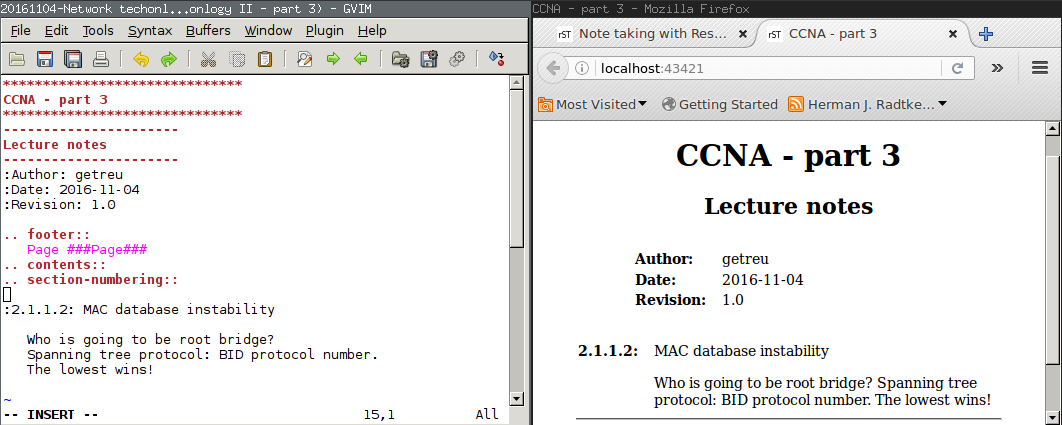 20161104-Network techonl...onlogy II - part 3) - GVIM
File Edit Tools Syntax Buffers Window Plugin Help
******************************
CCNA - part 3
******************************
----------------------
Lecture notes
----------------------
:Author: getreu
:Date: 2016-11-04
:Revision: 1.0
.. footer::
Page ###Page###
.. contents::
.. section-numbering::
:2.1.1.2: MAC database instability
Who is going to be root bridge?
Spanning tree protocol: BID protocol number.
The lowest wins!
~
-- INSERT -- 15,1 All
CCNA - part 3 - Mozilla Firefox
rST Note taking with Res... × rST CCNA - part 3 ×
localhost:43421
Most Visited Getting Started Herman J. Radtke...
CCNA - part 3
Lecture notes
Author: getreu
Date: 2016-11-04
Revision: 1.0
2.1.1.2: MAC database instability
Who is going to be root bridge? Spanning tree
protocol: BID protocol number. The lowest wins!